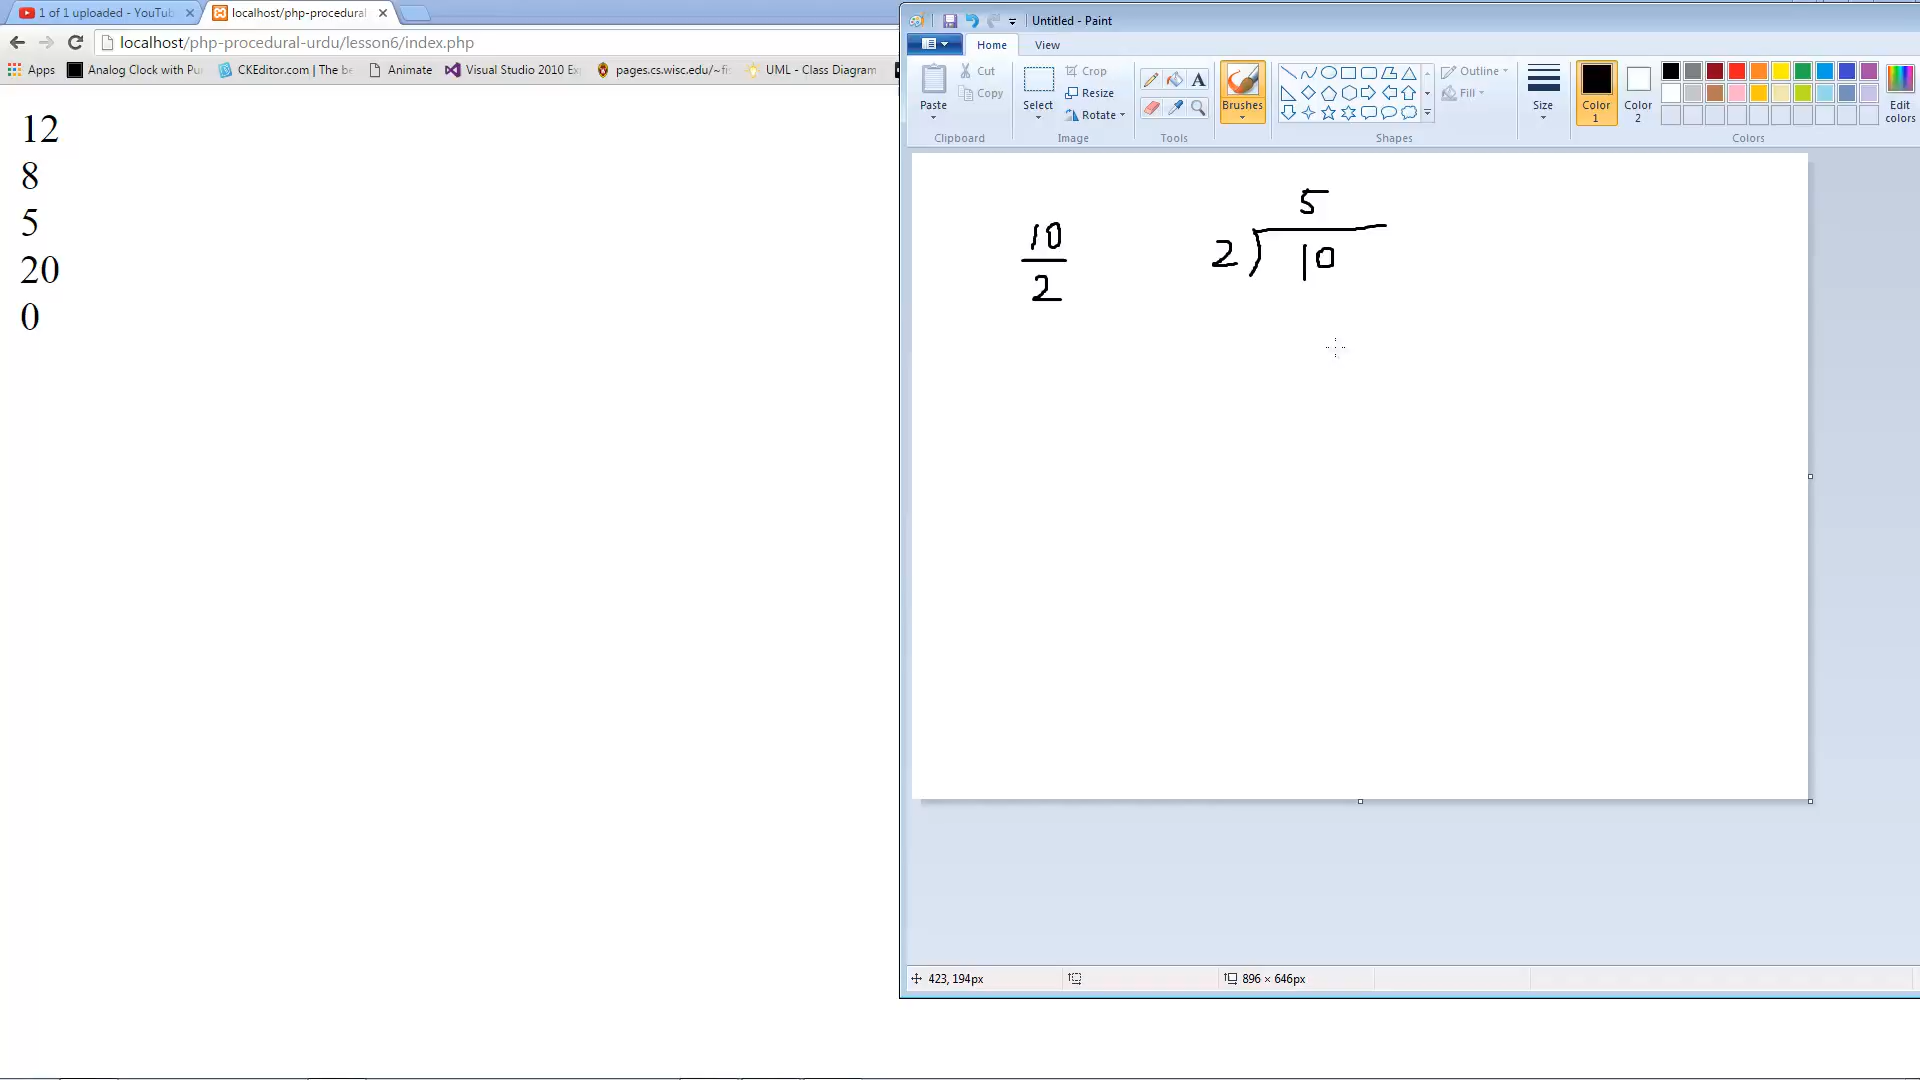 1 of 1 uploaded - YouTub
localhost/php-procedural
localhost/php-procedural-urdu/lesson6/index.php
Apps
Analog Clock with Pu
CKEditor.com | The be
Animate
Visual Studio 2010 Ex
pages.cs.wisc.edu/~fi
UML - Class Diagram
12
8
5
20
0
Untitled - Paint
Home View
Paste
Cut
Copy
Clipboard
Select
Crop
Resize
Rotate
Image
A
Tools
Brushes
Outline
Fill
Shapes
Size
Color 1
Color 2
Edit colors
Colors
10
2
5
2 ) 10
423, 194px
896 × 646px